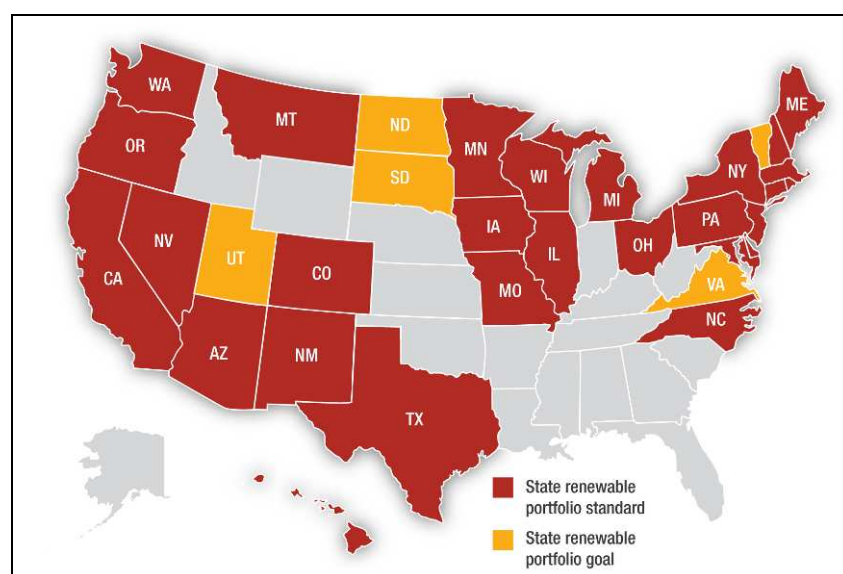 WA
ME
MT
ND
MN
OR
NY
SD
WI
MI
IA
PA
NV
OH
IL
UT
CO
CA
MO
VA
NC
AZ
NM
TX
State renewable
portfolio standard
State renewable
portfolio goal